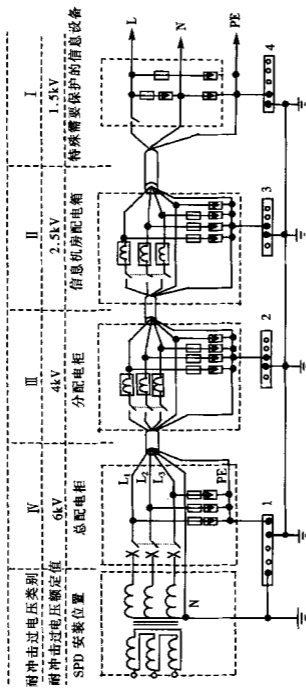 耐冲击过电压类别 Ⅳ Ⅲ Ⅱ Ⅰ
耐冲击过电压额定值 6kV 4kV 2.5kV 1.5kV
SPD 安装位置 总配电柜 分配电柜 信息机房配电箱 特殊需要保护的信息设备
L₁
L₂
L₃
N
PE
L
N
PE
1
2
3
4